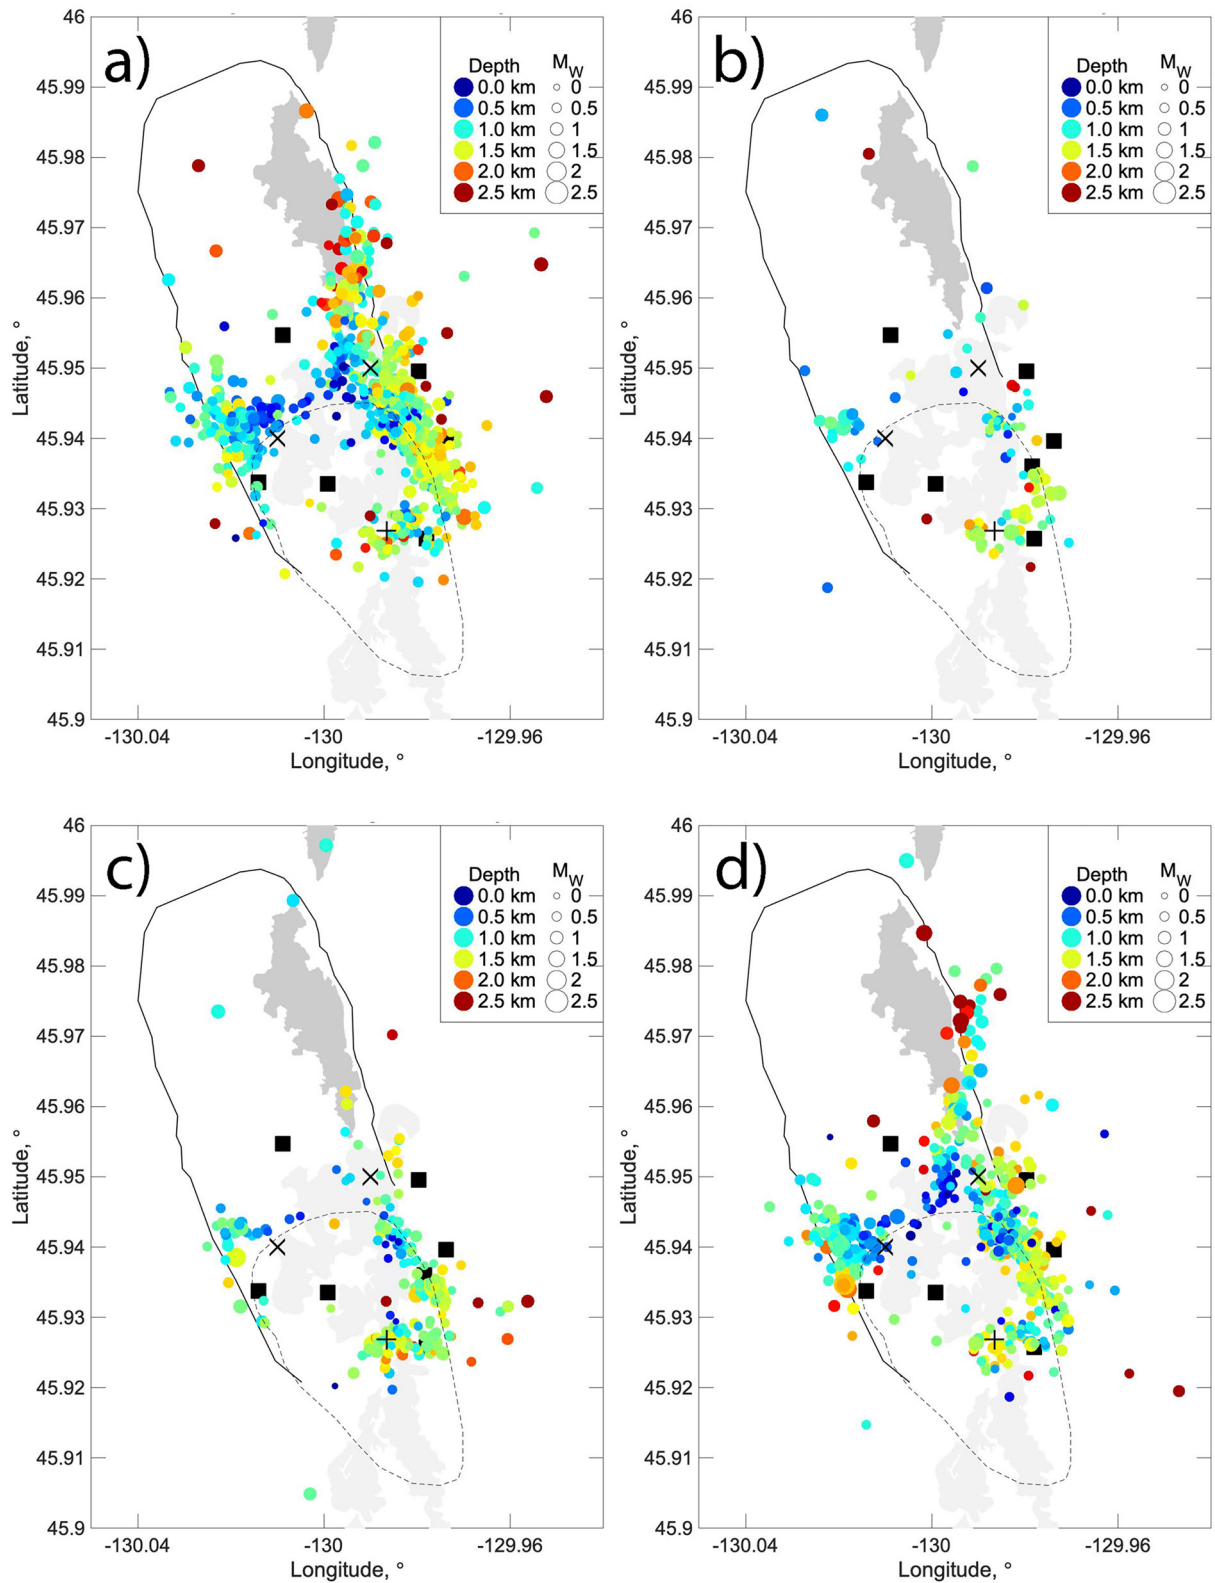 a)
46
45.99
45.98
45.97
45.96
45.95
45.94
45.93
45.92
45.91
45.9
Latitude, °
-130.04
-130
-129.96
Longitude, °
Depth M_W
0.0 km 0
0.5 km 0.5
1.0 km 1
1.5 km 1.5
2.0 km 2
2.5 km 2.5
b)
46
45.99
45.98
45.97
45.96
45.95
45.94
45.93
45.92
45.91
45.9
Latitude, °
-130.04
-130
-129.96
Longitude, °
Depth M_W
0.0 km 0
0.5 km 0.5
1.0 km 1
1.5 km 1.5
2.0 km 2
2.5 km 2.5
c)
46
45.99
45.98
45.97
45.96
45.95
45.94
45.93
45.92
45.91
45.9
Latitude, °
-130.04
-130
-129.96
Longitude, °
Depth M_W
0.0 km 0
0.5 km 0.5
1.0 km 1
1.5 km 1.5
2.0 km 2
2.5 km 2.5
d)
46
45.99
45.98
45.97
45.96
45.95
45.94
45.93
45.92
45.91
45.9
Latitude, °
-130.04
-130
-129.96
Longitude, °
Depth M_W
0.0 km 0
0.5 km 0.5
1.0 km 1
1.5 km 1.5
2.0 km 2
2.5 km 2.5